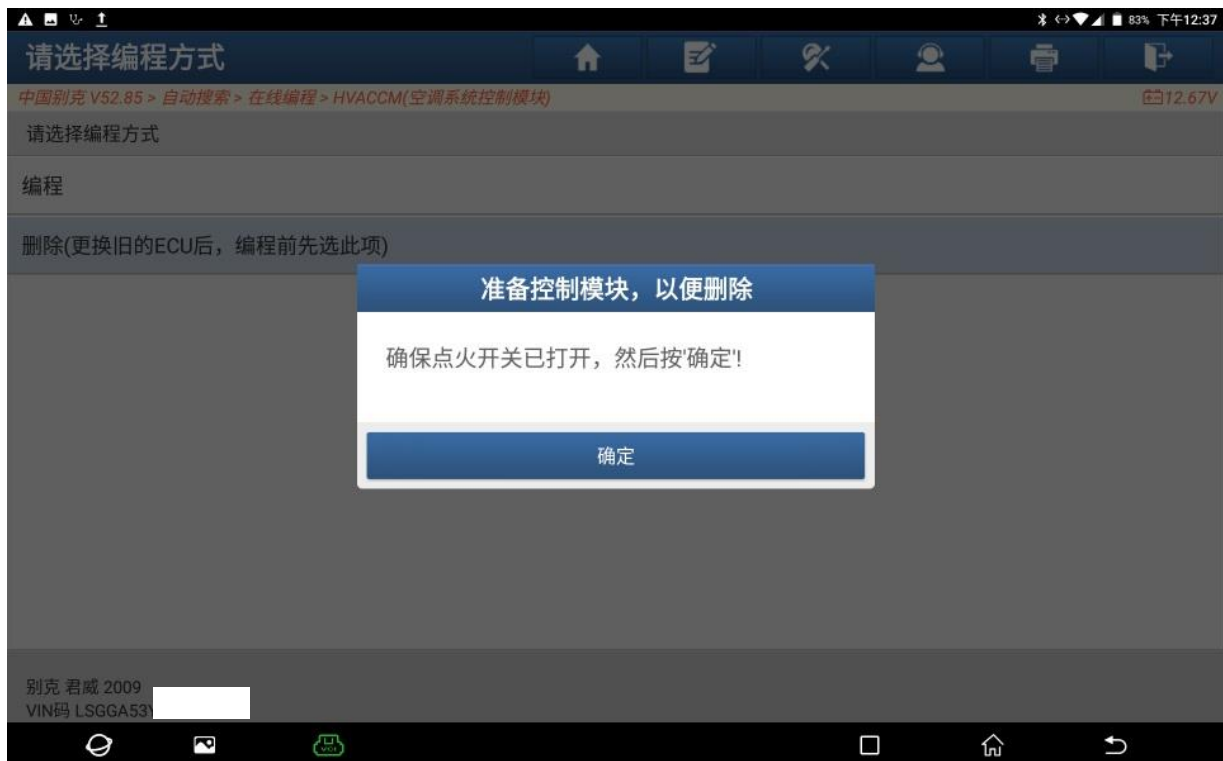 83% 下午12:37
请选择编程方式
中国别克 V52.85 > 自动搜索 > 在线编程 > HVACCM(空调系统控制模块)
12.67V
请选择编程方式
编程
删除(更换旧的ECU后，编程前先选此项)
准备控制模块，以便删除
确保点火开关已打开，然后按'确定'!
确定
别克 君威 2009
VIN码 LSGGA53Y
VCI